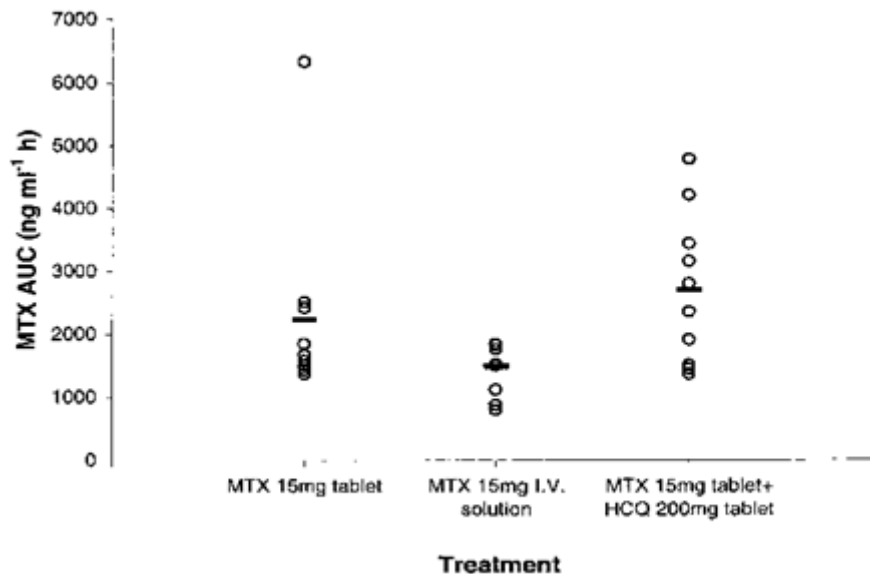 7000
6000
5000
4000
3000
2000
1000
0
MTX AUC (ng ml⁻¹ h)
MTX 15mg tablet
MTX 15mg I.V.
solution
MTX 15mg tablet+
HCQ 200mg tablet
Treatment